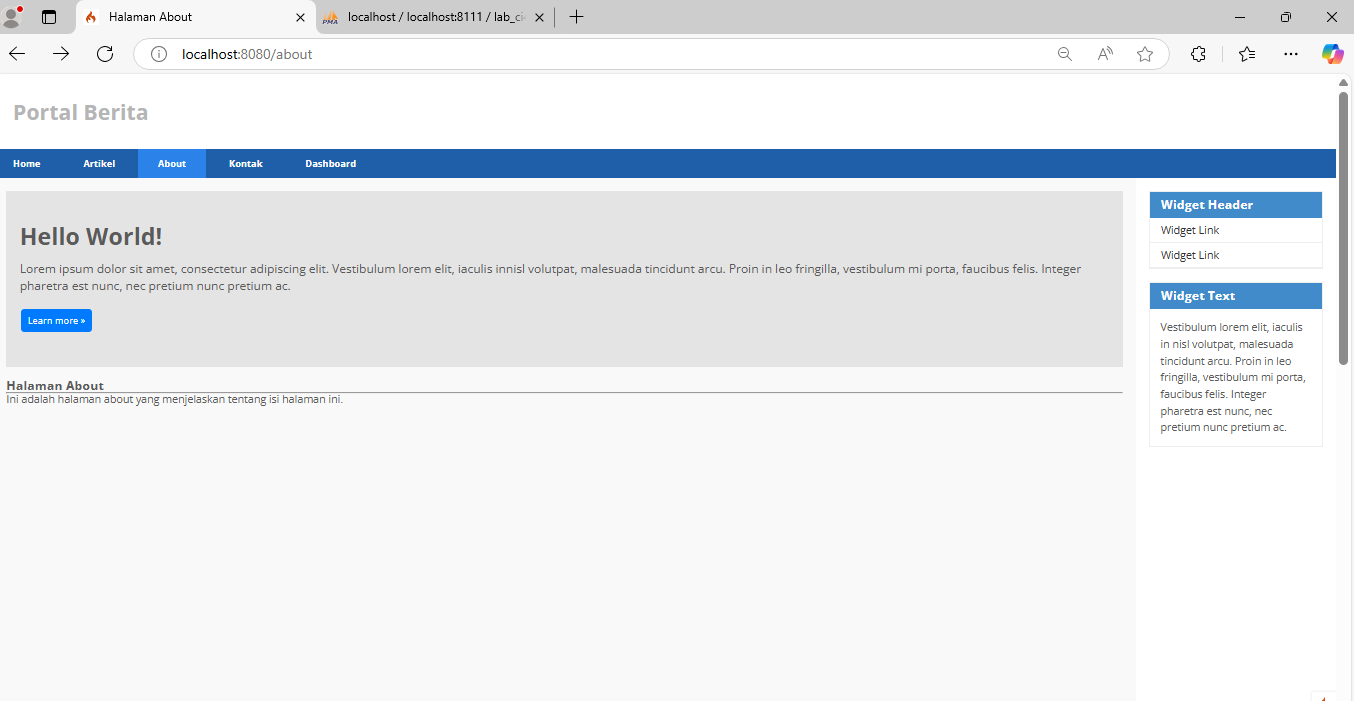 Halaman About
localhost / localhost:8111 / lab_ci
localhost:8080/about
Portal Berita
Home Artikel About Kontak Dashboard
Hello World!
Lorem ipsum dolor sit amet, consectetur adipiscing elit. Vestibulum lorem elit, iaculis innisl volutpat, malesuada tincidunt arcu. Proin in leo fringilla, vestibulum mi porta, faucibus felis. Integer
pharetra est nunc, nec pretium nunc pretium ac.
Learn more »
Halaman About
Ini adalah halaman about yang menjelaskan tentang isi halaman ini.
Widget Header
Widget Link
Widget Link
Widget Text
Vestibulum lorem elit, iaculis
in nisl volutpat, malesuada
tincidunt arcu. Proin in leo
fringilla, vestibulum mi porta,
faucibus felis. Integer
pharetra est nunc, nec
pretium nunc pretium ac.